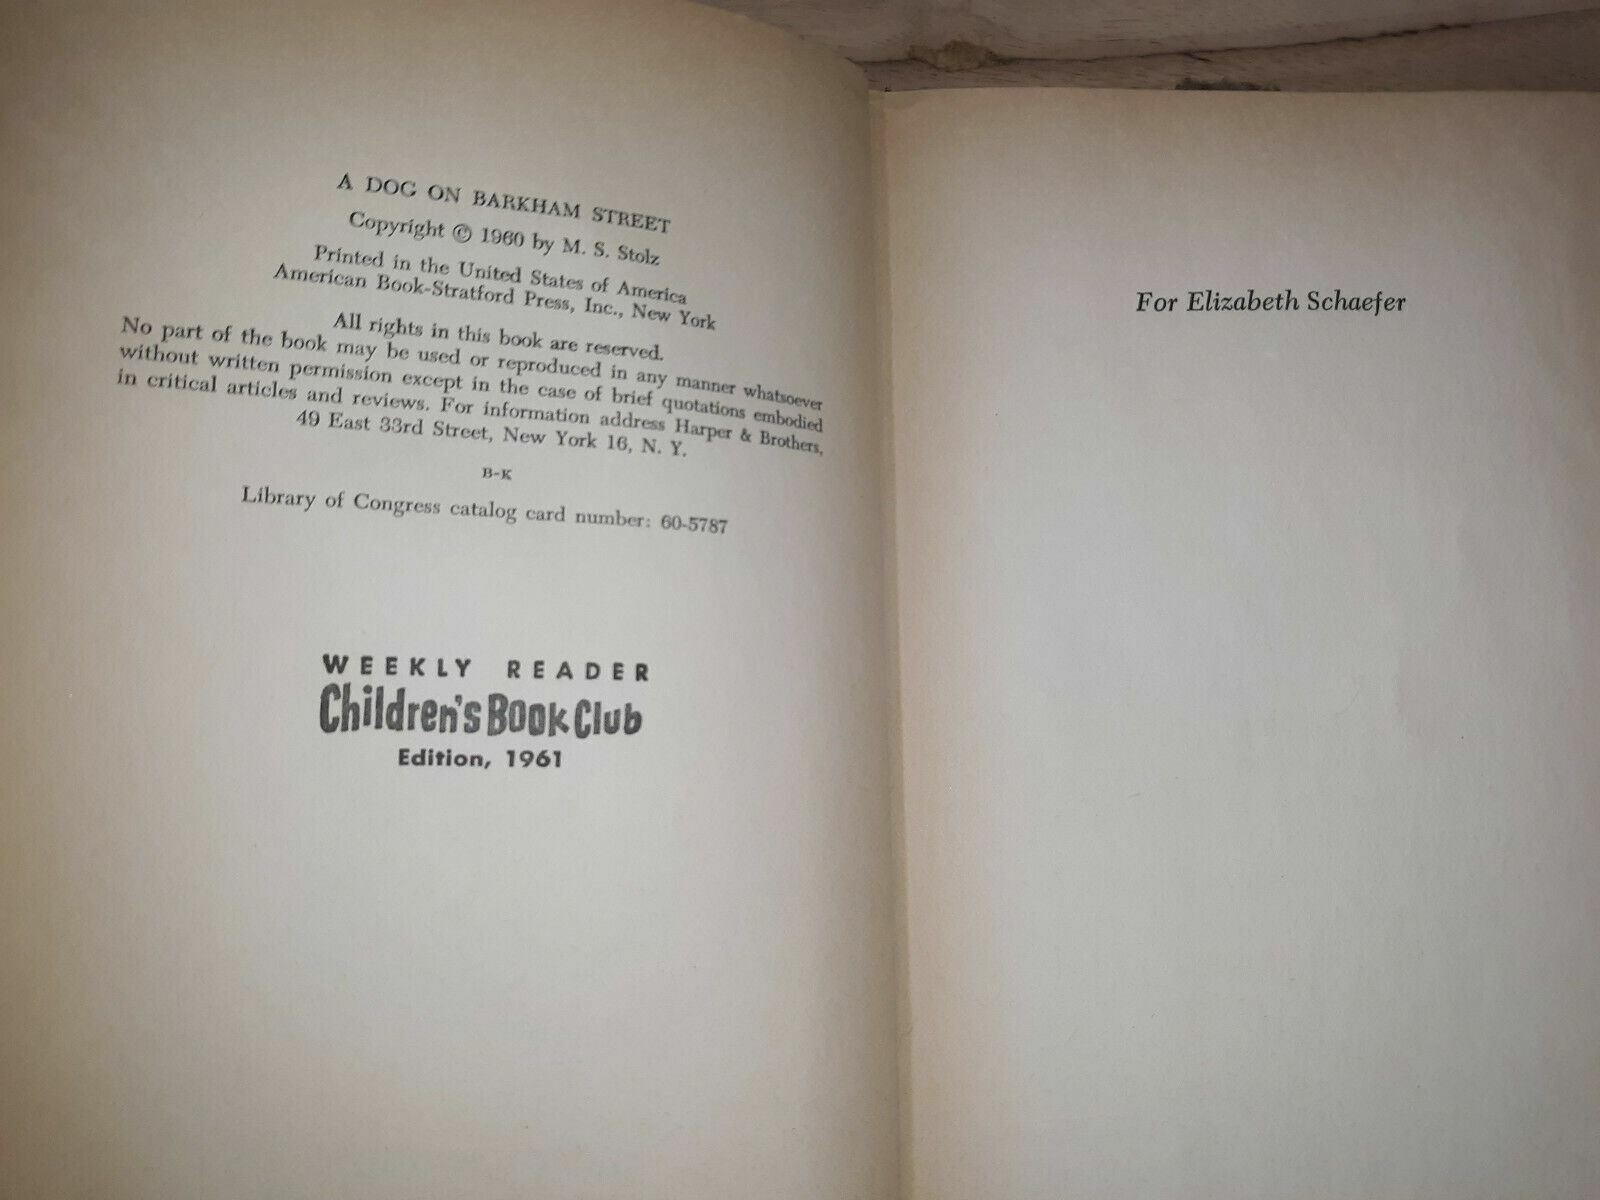 A DOG ON BARKHAM STREET
Copyright © 1960 by M. S. Stolz
Printed in the United States of America
American Book-Stratford Press, Inc., New York
All rights in this book are reserved.
No part of the book may be used or reproduced in any manner whatsoever
without written permission except in the case of brief quotations embodied
in critical articles and reviews. For information address Harper & Brothers,
49 East 33rd Street, New York 16, N. Y.
B-K
Library of Congress catalog card number: 60-5787
WEEKLY READER
Children's Book Club
Edition, 1961
For Elizabeth Schaefer